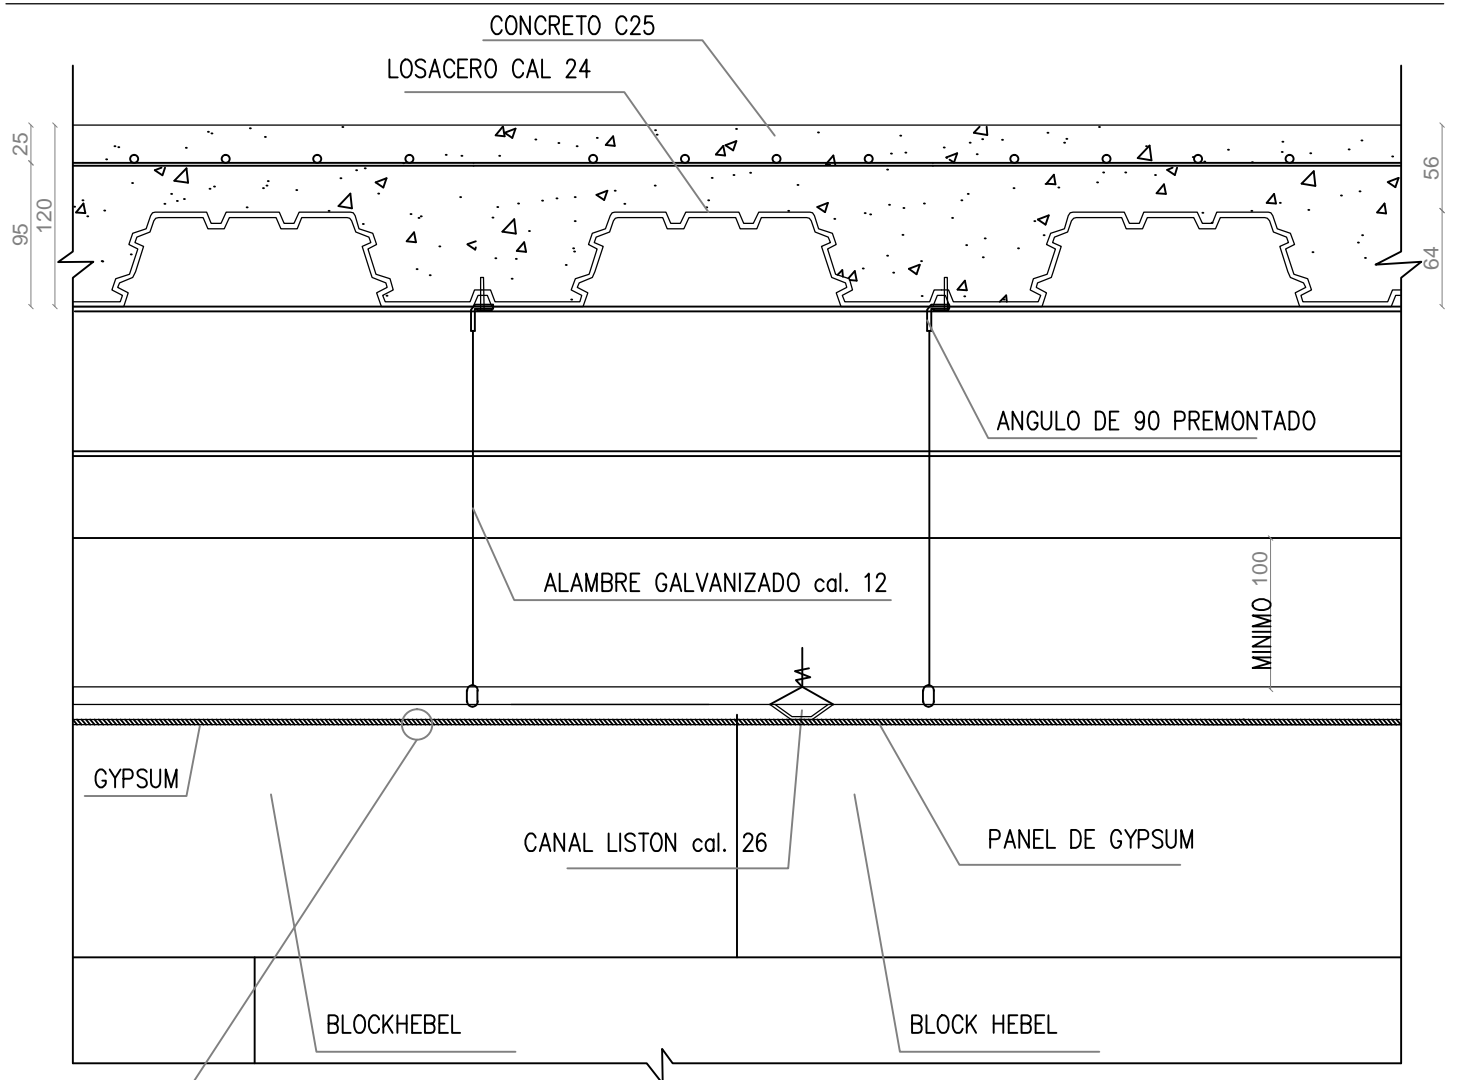 CONCRETO C25
LOSACERO CAL 24
25
95
120
56
64
ANGULO DE 90 PREMONTADO
ALAMBRE GALVANIZADO cal. 12
MINIMO 100
GYPSUM
CANAL LISTON cal. 26
PANEL DE GYPSUM
BLOCKHEBEL
BLOCK HEBEL